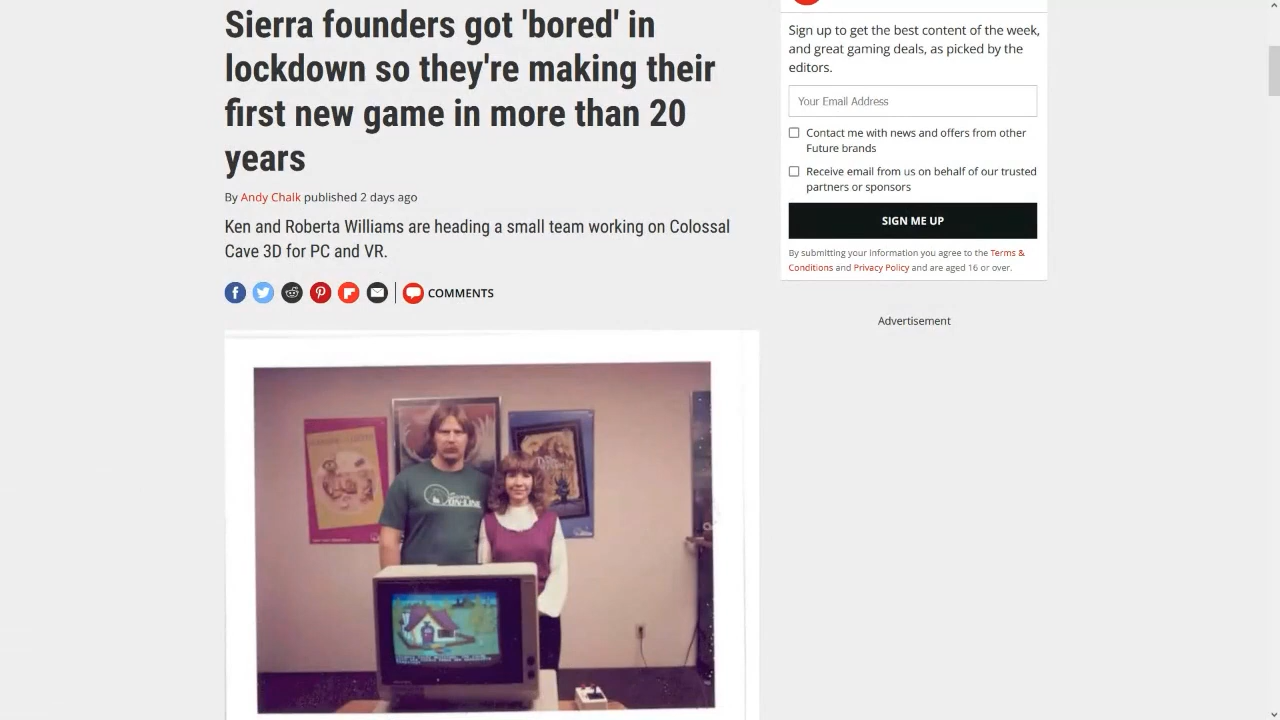 Sierra founders got 'bored' in
lockdown so they're making their
first new game in more than 20
years
By Andy Chalk published 2 days ago
Ken and Roberta Williams are heading a small team working on Colossal
Cave 3D for PC and VR.
COMMENTS
ON-LINE
Sign up to get the best content of the week,
and great gaming deals, as picked by the
editors.
Your Email Address
Contact me with news and offers from other
Future brands
Receive email from us on behalf of our trusted
partners or sponsors
SIGN ME UP
By submitting your information you agree to the Terms &
Conditions and Privacy Policy and are aged 16 or over.
Advertisement